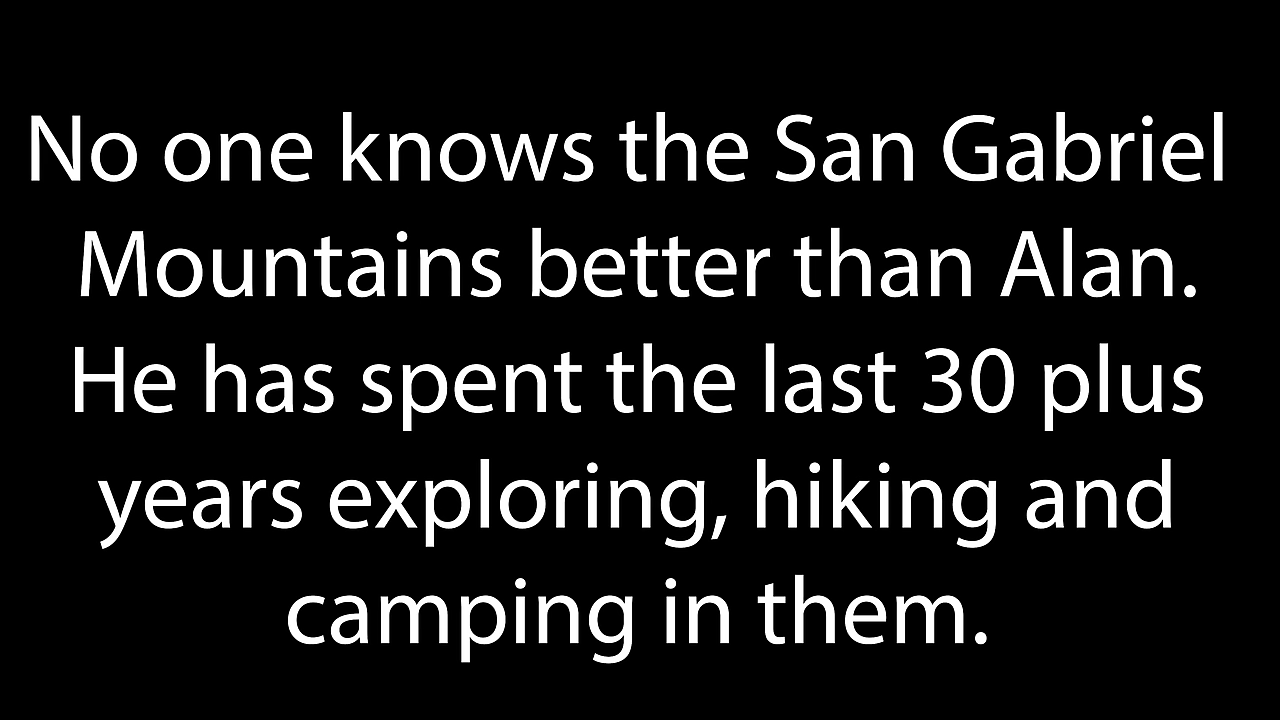 No one knows the San Gabriel
Mountains better than Alan.
He has spent the last 30 plus
years exploring, hiking and
camping in them.